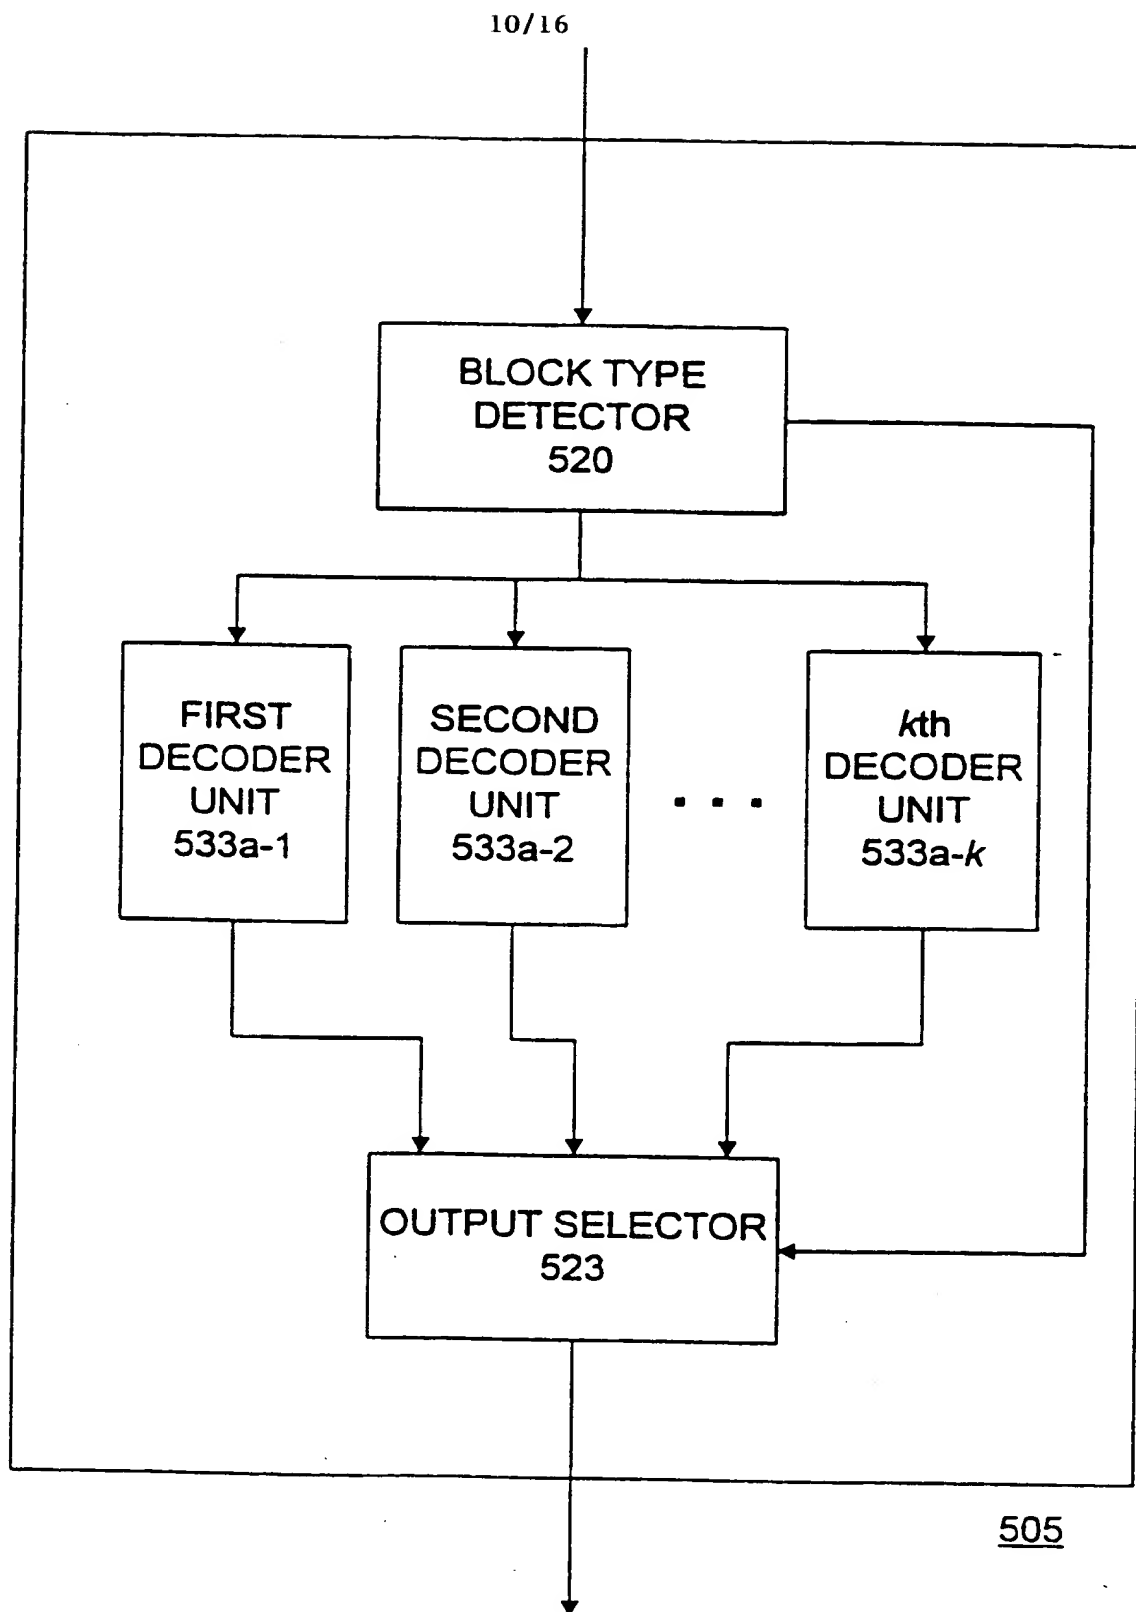 10/16
BLOCK TYPE
DETECTOR
520
FIRST
DECODER
UNIT
533a-1
SECOND
DECODER
UNIT
533a-2
. . .
kth
DECODER
UNIT
533a-k
OUTPUT SELECTOR
523
505